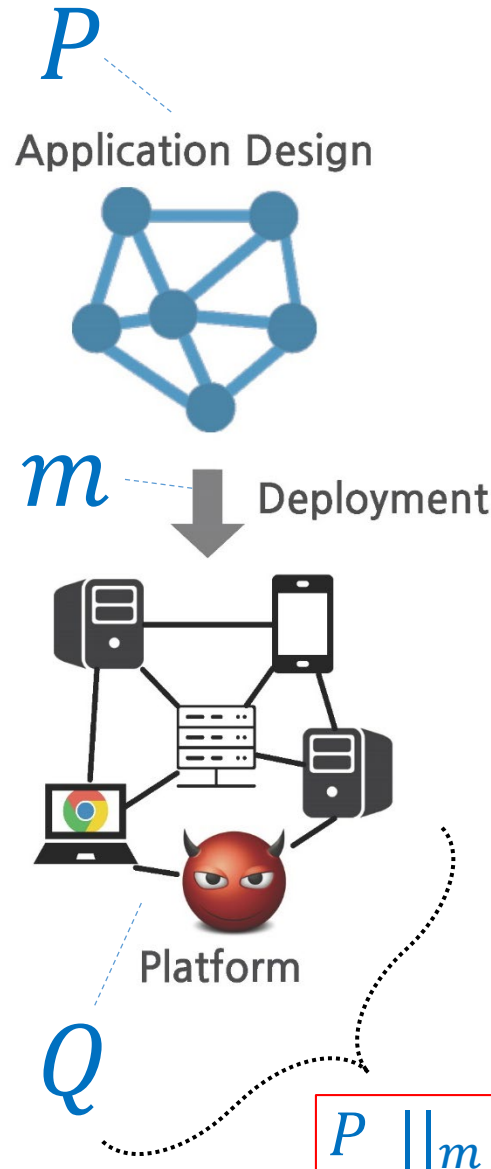 P
Application Design
m
Deployment
Platform
Q
P ||m